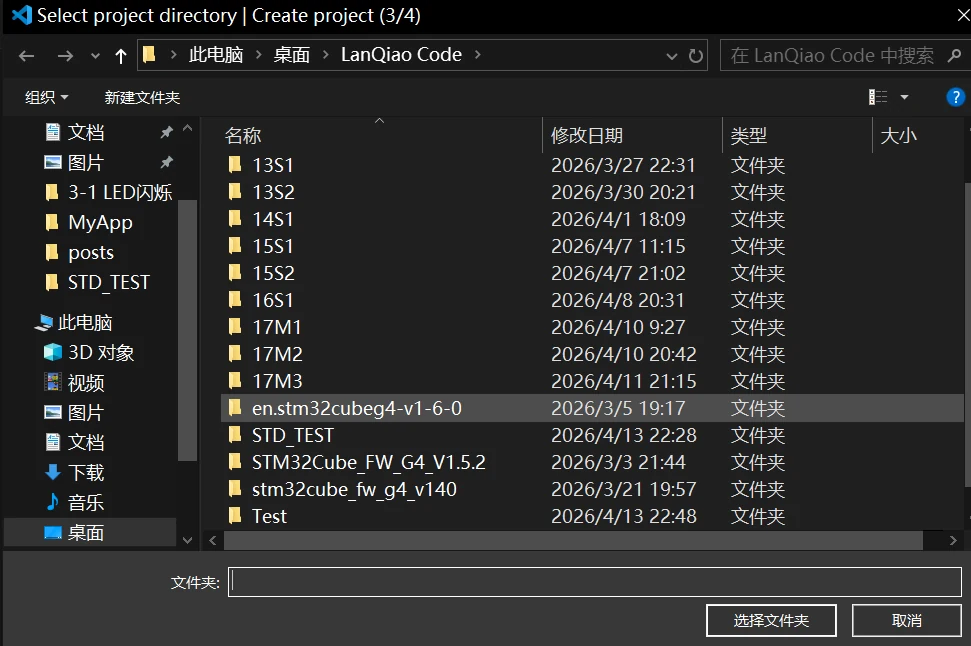 Select project directory | Create project (3/4)
此电脑 > 桌面 > LanQiao Code >
在 LanQiao Code 中搜索
组织
新建文件夹
文档
图片
3-1 LED闪烁
MyApp
posts
STD_TEST
此电脑
3D 对象
视频
图片
文档
下载
音乐
桌面
名称 修改日期 类型 大小
13S1 2026/3/27 22:31 文件夹
13S2 2026/3/30 20:21 文件夹
14S1 2026/4/1 18:09 文件夹
15S1 2026/4/7 11:15 文件夹
15S2 2026/4/7 21:02 文件夹
16S1 2026/4/8 20:31 文件夹
17M1 2026/4/10 9:27 文件夹
17M2 2026/4/10 20:42 文件夹
17M3 2026/4/11 21:15 文件夹
en.stm32cubeg4-v1-6-0 2026/3/5 19:17 文件夹
STD_TEST 2026/4/13 22:28 文件夹
STM32Cube_FW_G4_V1.5.2 2026/3/3 21:44 文件夹
stm32cube_fw_g4_v140 2026/3/21 19:57 文件夹
Test 2026/4/13 22:48 文件夹
文件夹:
选择文件夹
取消